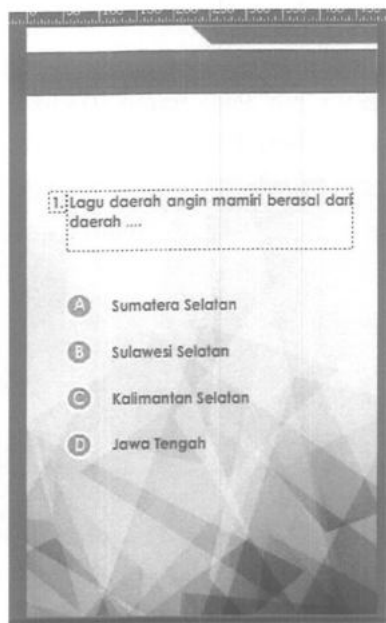 1. Lagu daerah angin mamiri berasal dari
daerah ....
A Sumatera Selatan
B Sulawesi Selatan
C Kalimantan Selatan
D Jawa Tengah